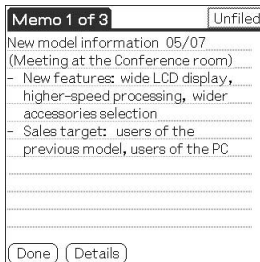 Memo 1 of 3
Unfiled
New model information 05/07
(Meeting at the Conference room)
- New features: wide LCD display,
higher-speed processing, wider
accessories selection
- Sales target: users of the
previous model, users of the PC
Done
Details